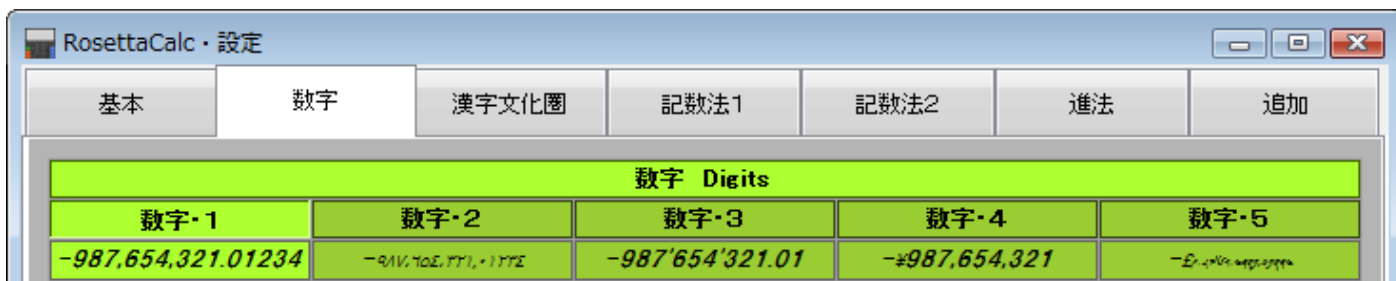 RosettaCalc・設定
基本 数字 漢字文化圏 記数法1 記数法2 進法 追加
数字 Digits
数字・1 数字・2 数字・3 数字・4 数字・5
-987,654,321.01234 -987'654'321.01 -¥987,654,321